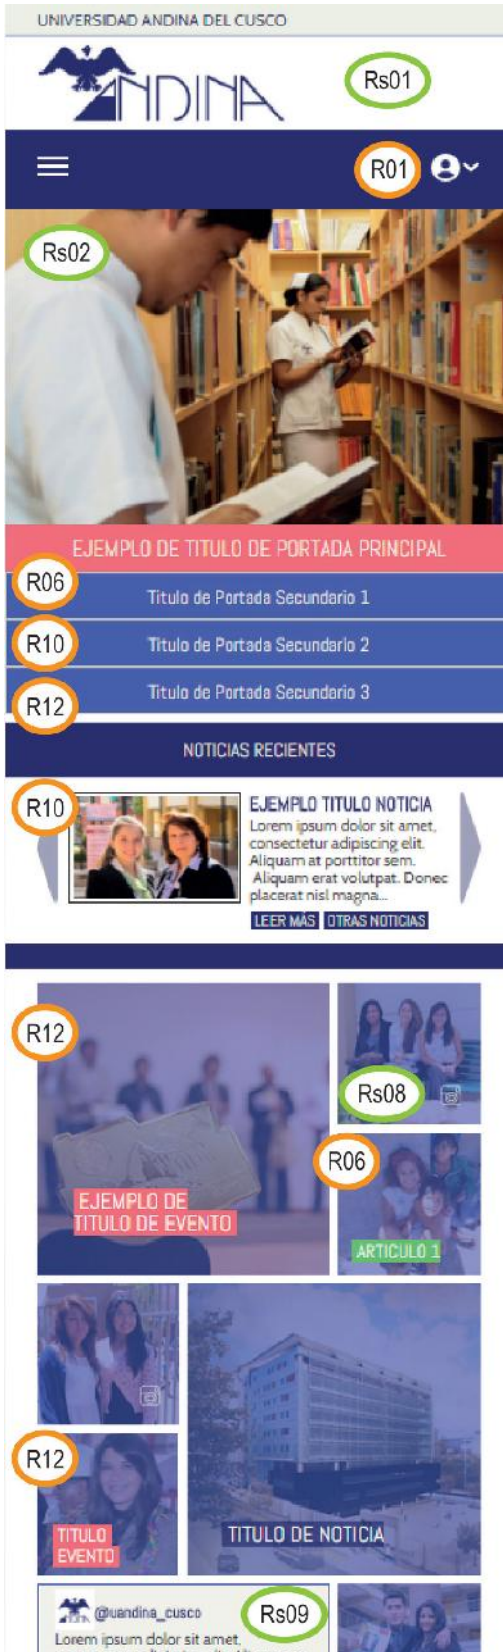 UNIVERSIDAD ANDINA DEL CUSCO
ANDINA
Rs01
R01
Rs02
EJEMPLO DE TITULO DE PORTADA PRINCIPAL
R06
Titulo de Portada Secundario 1
R10
Titulo de Portada Secundario 2
R12
Titulo de Portada Secundario 3
NOTICIAS RECIENTES
R10
EJEMPLO TITULO NOTICIA
Lorem ipsum dolor sit amet,
consectetur adipiscing elit.
Aliquam at porttitor sem.
Aliquam erat volutpat. Donec
placerat nisl magna...
LEER MÁS OTRAS NOTICIAS
R12
Rs08
R06
EJEMPLO DE
TITULO DE EVENTO
ARTICULO 1
R12
TITULO
EVENTO
TITULO DE NOTICIA
@uandina_cusco
Rs09
Lorem ipsum dolor sit amet,